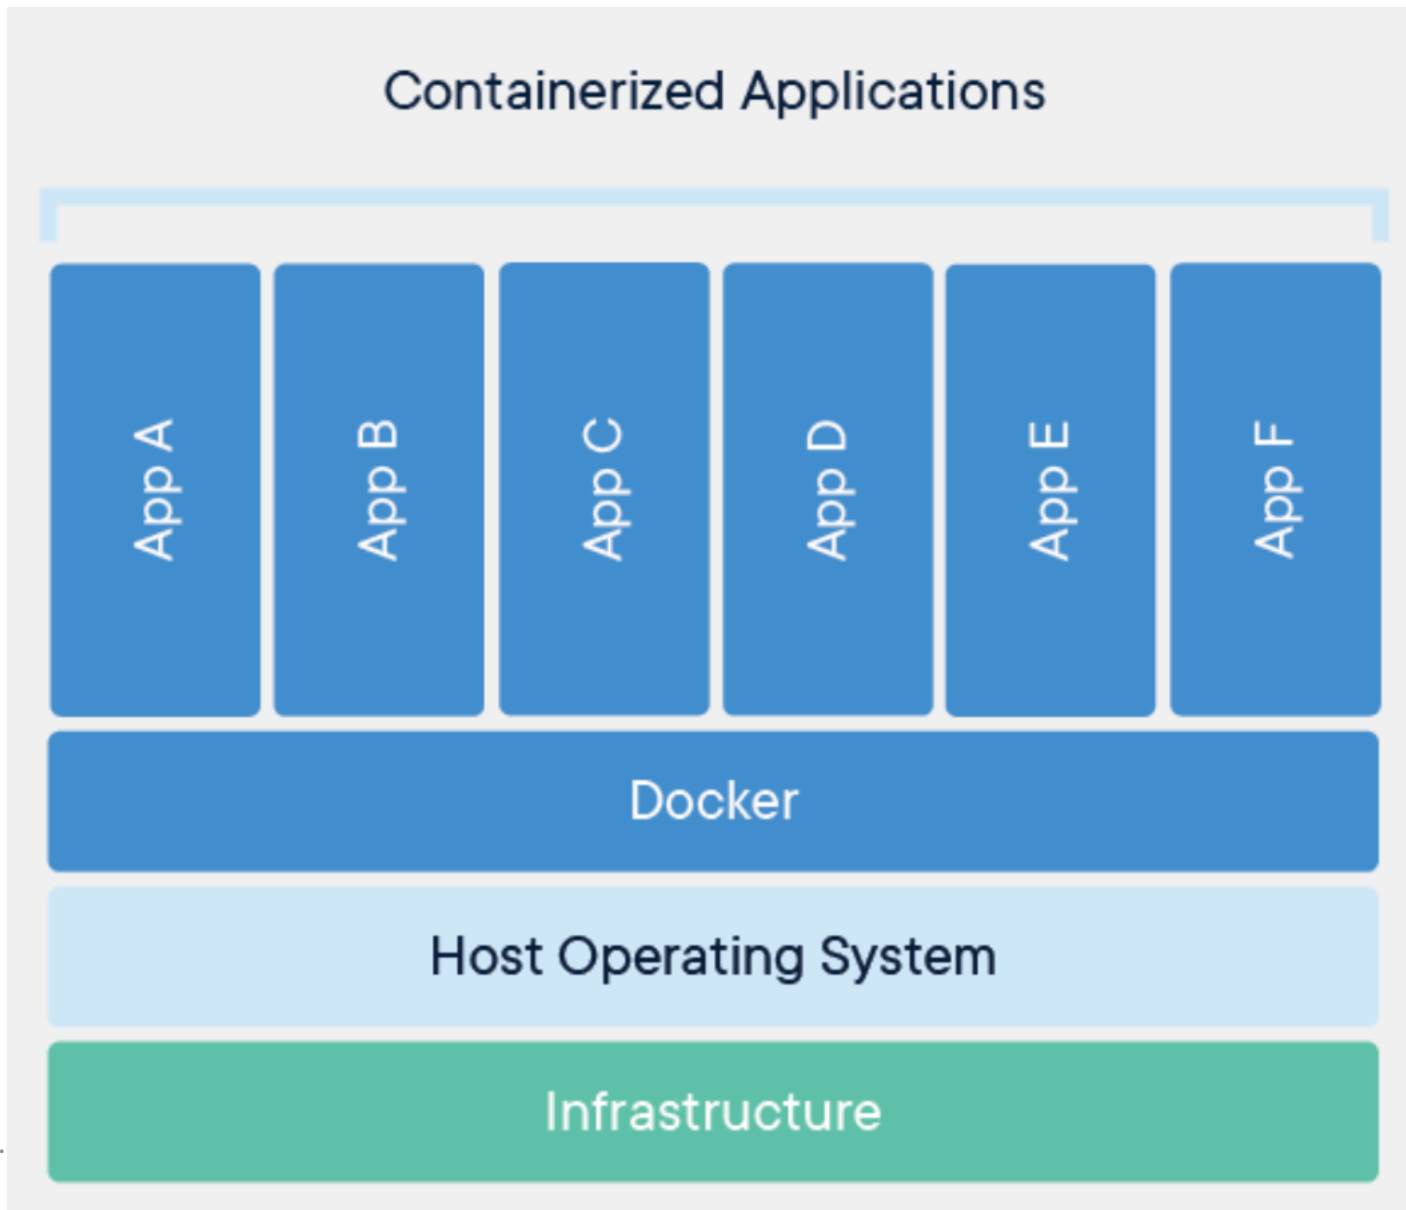 Containerized Applications
App A
App B
App C
App D
App E
App F
Docker
Host Operating System
Infrastructure